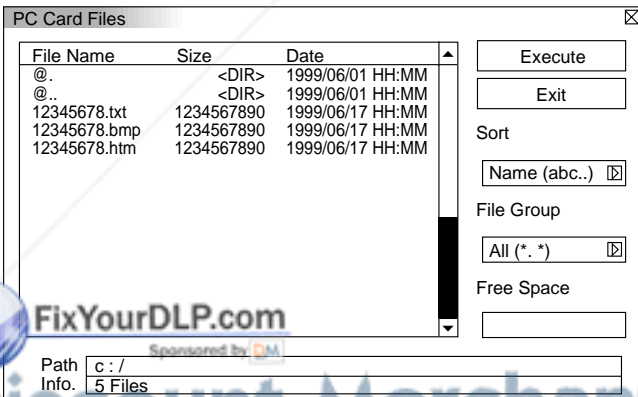 PC Card Files
File Name Size Date
@. <DIR> 1999/06/01 HH:MM
@.. <DIR> 1999/06/01 HH:MM
12345678.txt 1234567890 1999/06/17 HH:MM
12345678.bmp 1234567890 1999/06/17 HH:MM
12345678.htm 1234567890 1999/06/17 HH:MM
Execute
Exit
Sort
Name (abc..)
File Group
All (*. *)
Free Space
FixYourDLP.com
Sponsored by DM
Path c : /
Info. 5 Files